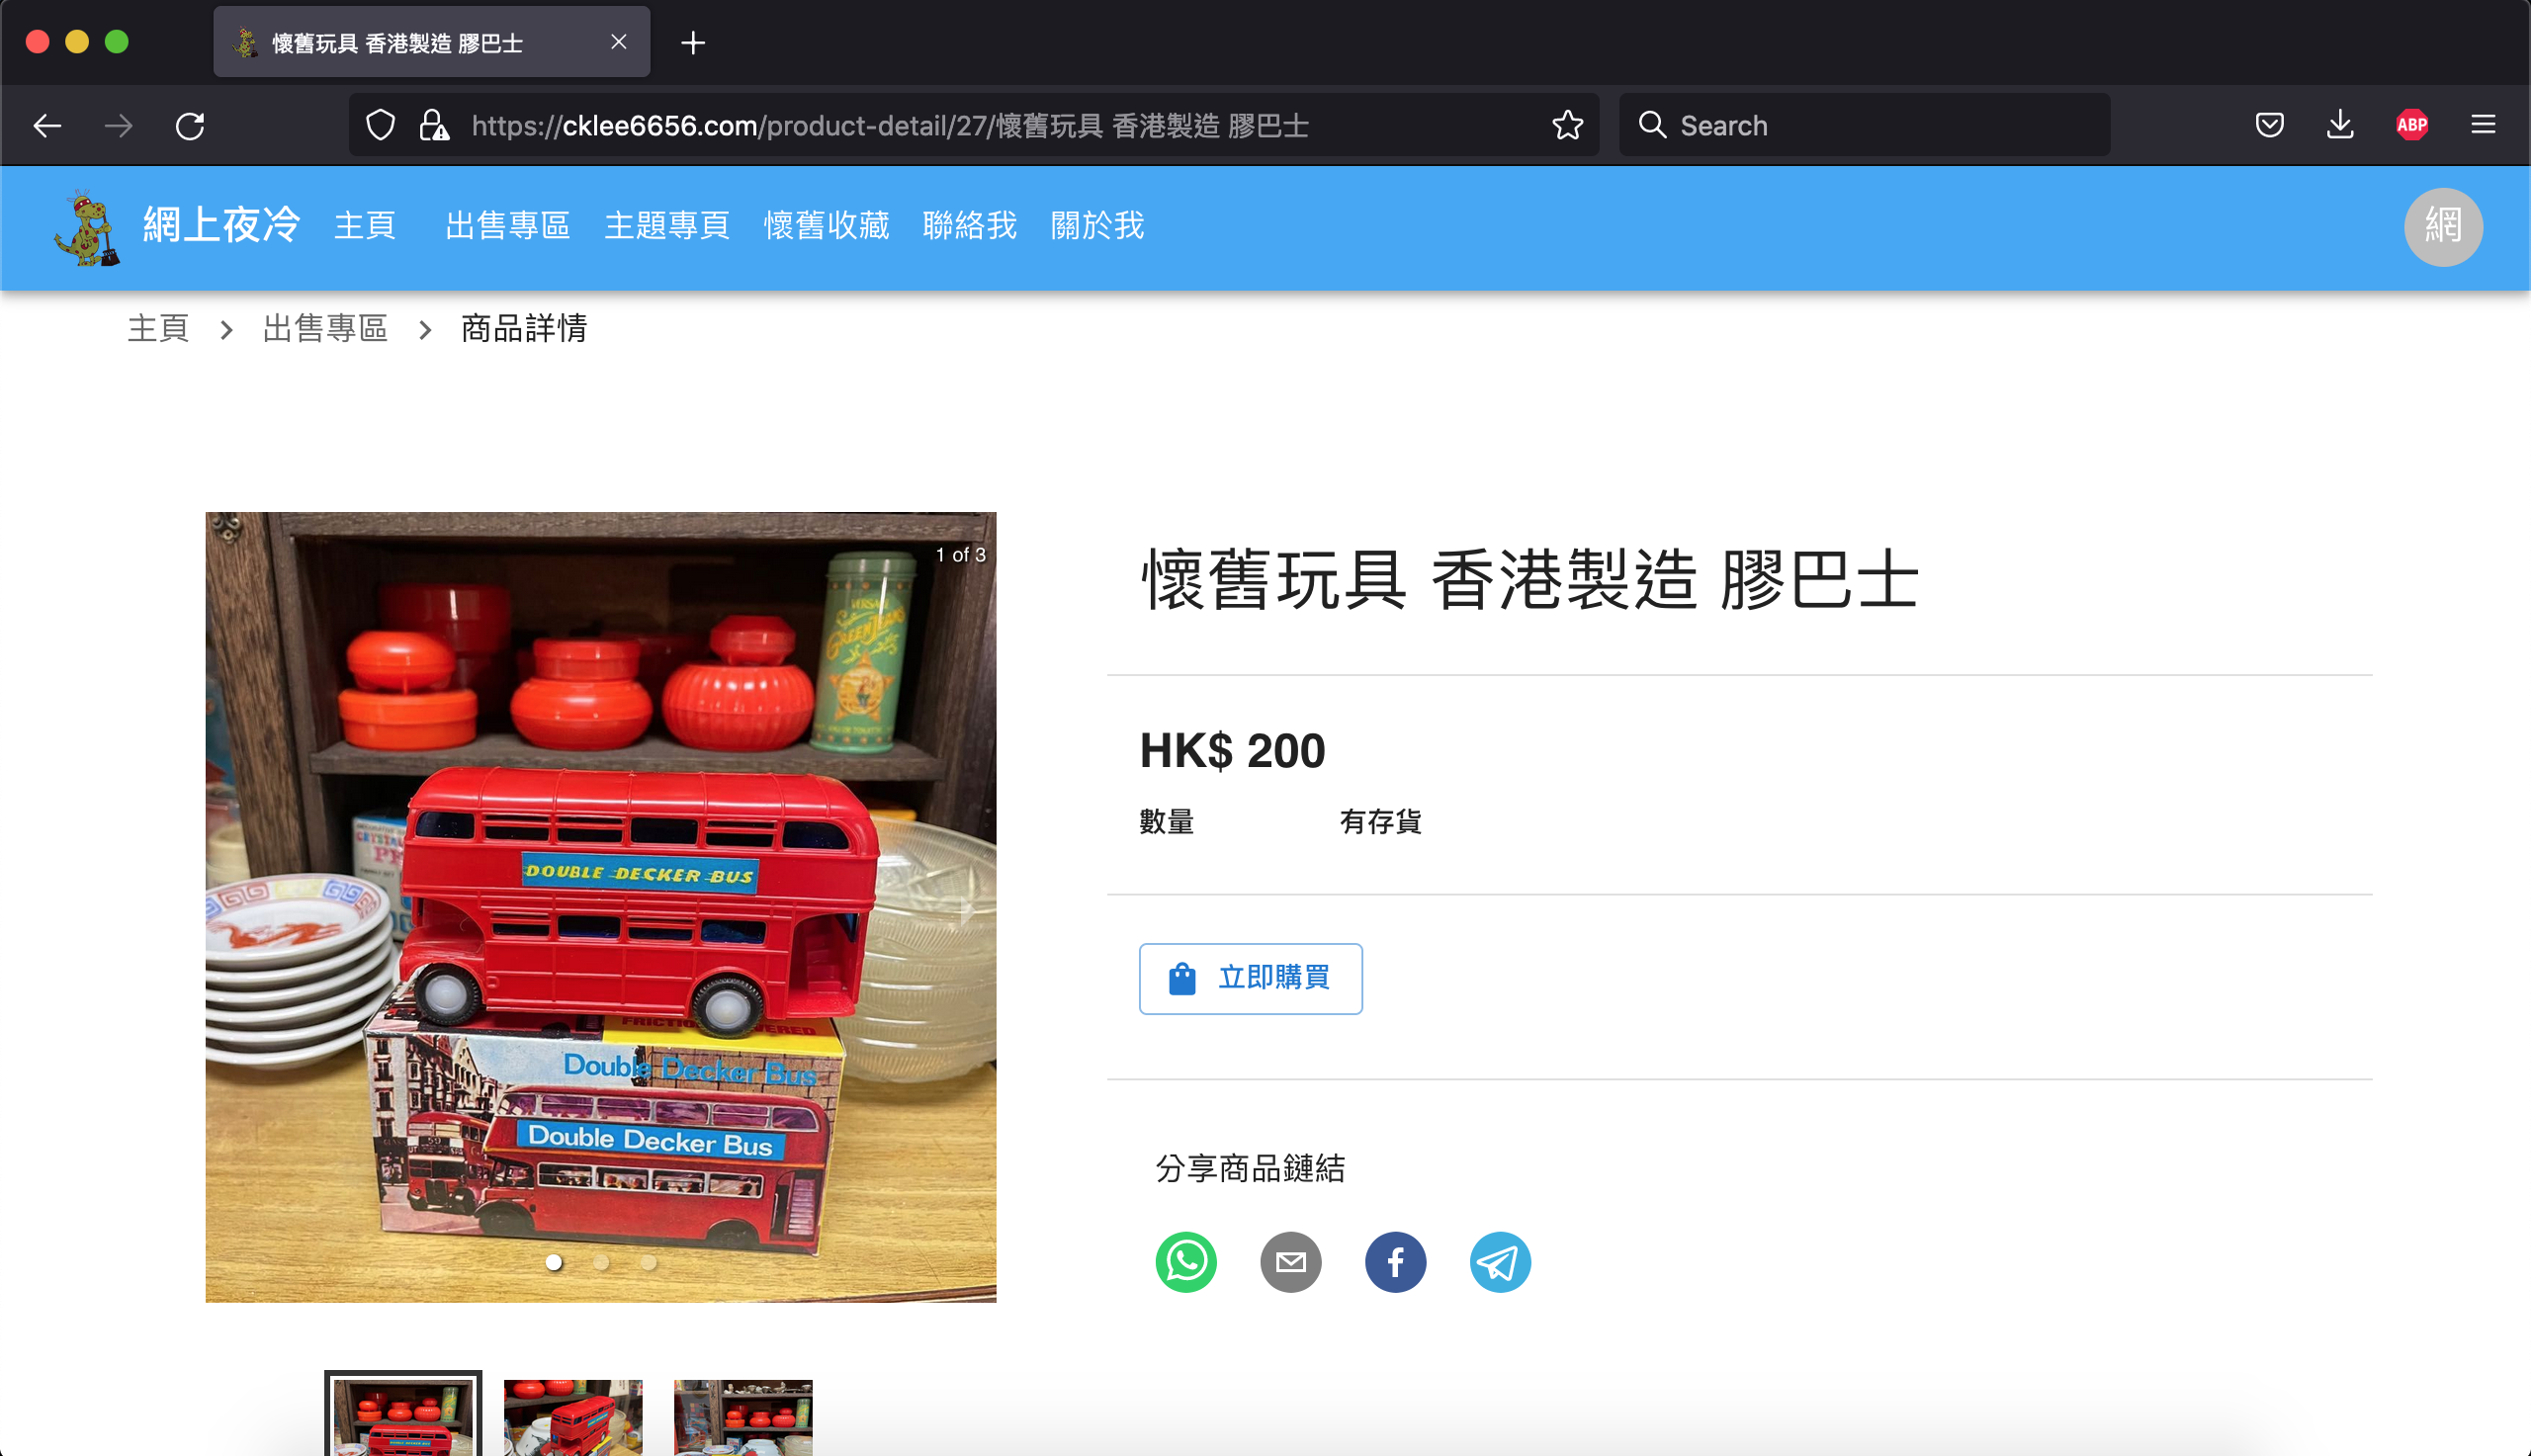 懷舊玩具 香港製造 膠巴士
https://cklee6656.com/product-detail/27/懷舊玩具 香港製造 膠巴士
Search
ABP
網上夜冷 主頁 出售專區 主題專頁 懷舊收藏 聯絡我 關於我
網
主頁 > 出售專區 > 商品詳情
1 of 3
GREEN JEANS
DOUBLE DECKER BUS
Double Decker Bus
Double Decker Bus
59
懷舊玩具 香港製造 膠巴士
HK$ 200
數量 有存貨
立即購買
分享商品鏈結